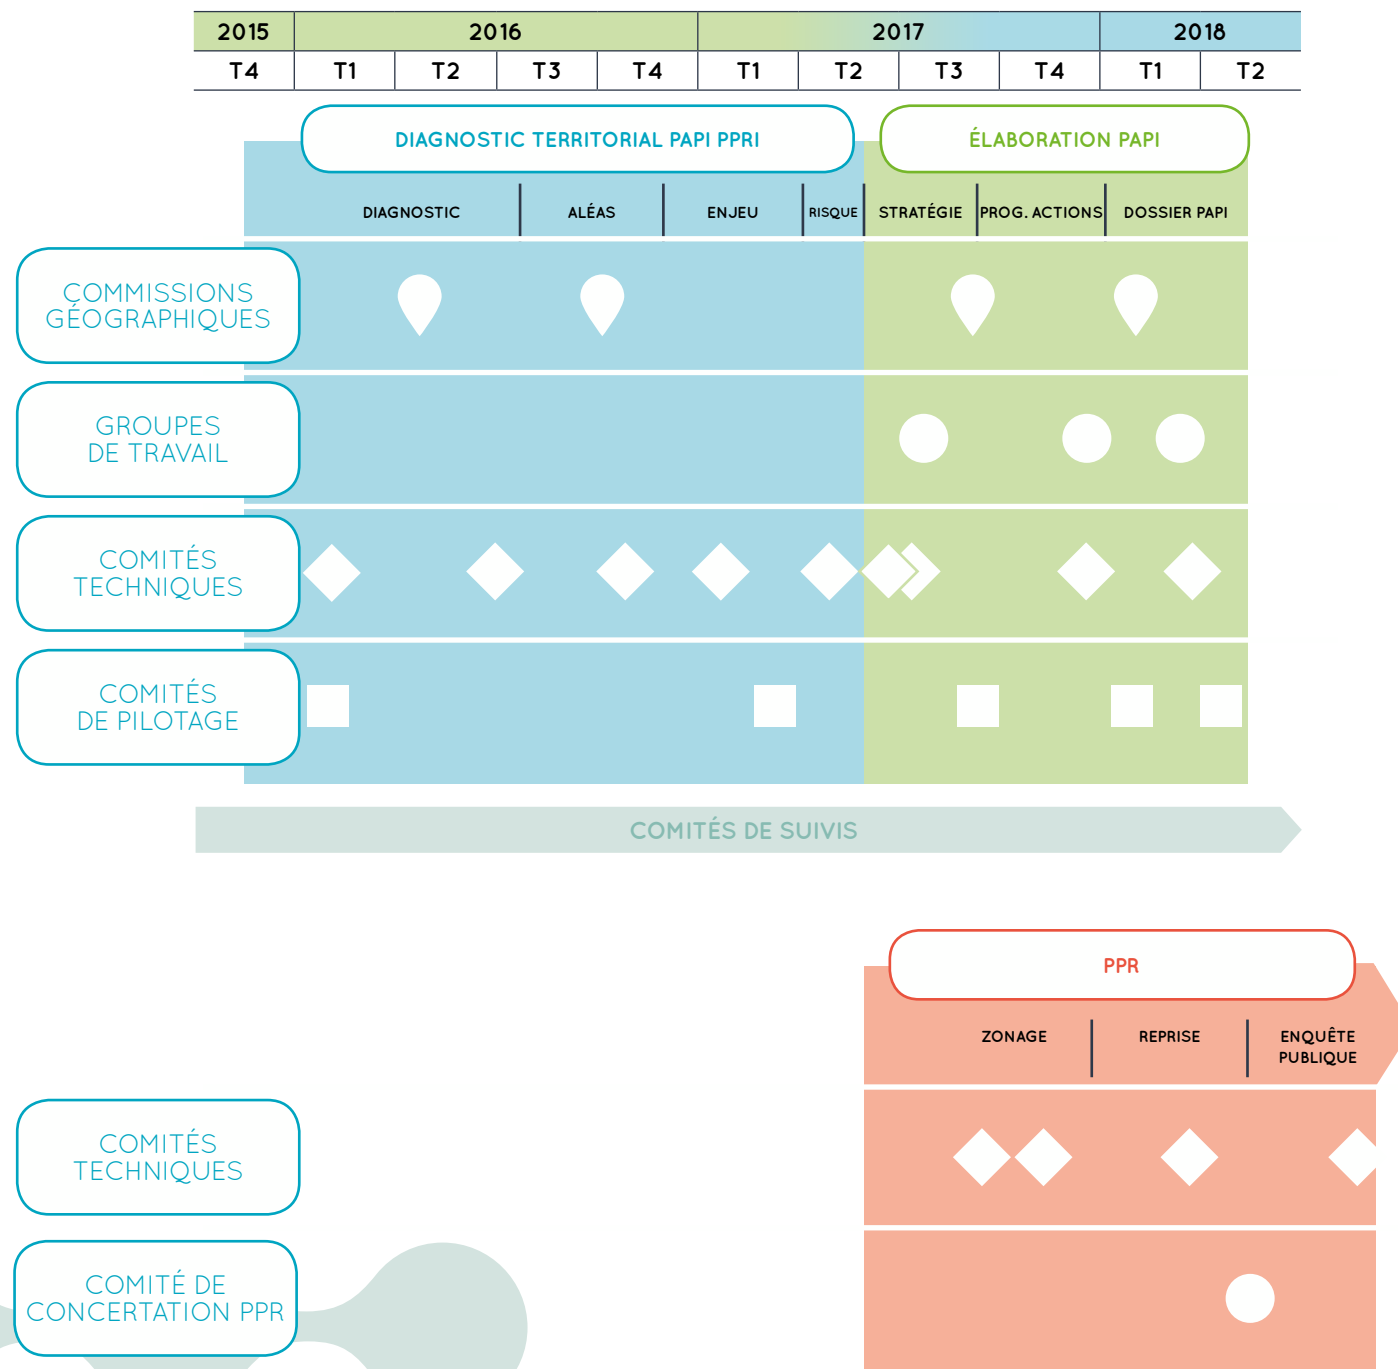 2015 2016 2017 2018
T4 T1 T2 T3 T4 T1 T2 T3 T4 T1 T2
DIAGNOSTIC TERRITORIAL PAPI PPRI
ÉLABORATION PAPI
DIAGNOSTIC ALÉAS ENJEU RISQUE STRATÉGIE PROG. ACTIONS DOSSIER PAPI
COMMISSIONS
GÉOGRAPHIQUES
GROUPES
DE TRAVAIL
COMITÉS
TECHNIQUES
COMITÉS
DE PILOTAGE
COMITÉS DE SUIVIS
PPR
ZONAGE REPRISE ENQUÊTE
PUBLIQUE
COMITÉS
TECHNIQUES
COMITÉ DE
CONCERTATION PPR